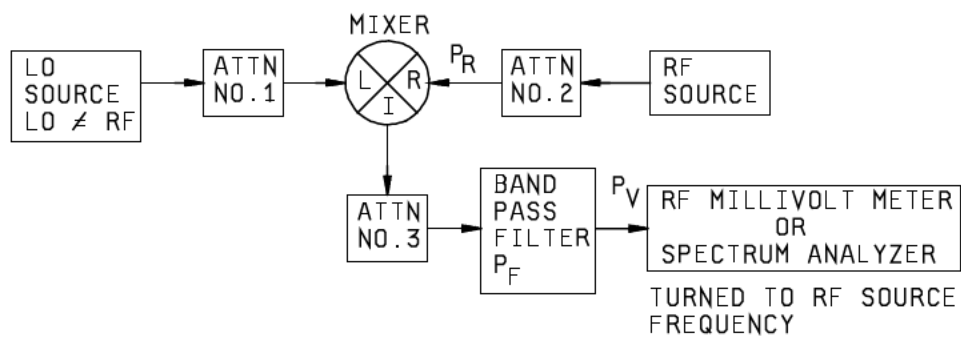 MIXER
LO
SOURCE
LO ≠ RF
ATTN
NO.1
L
R
I
P_R
ATTN
NO.2
RF
SOURCE
ATTN
NO.3
BAND
PASS
FILTER
P_F
P_V
RF MILLIVOLT METER
OR
SPECTRUM ANALYZER
TURNED TO RF SOURCE
FREQUENCY